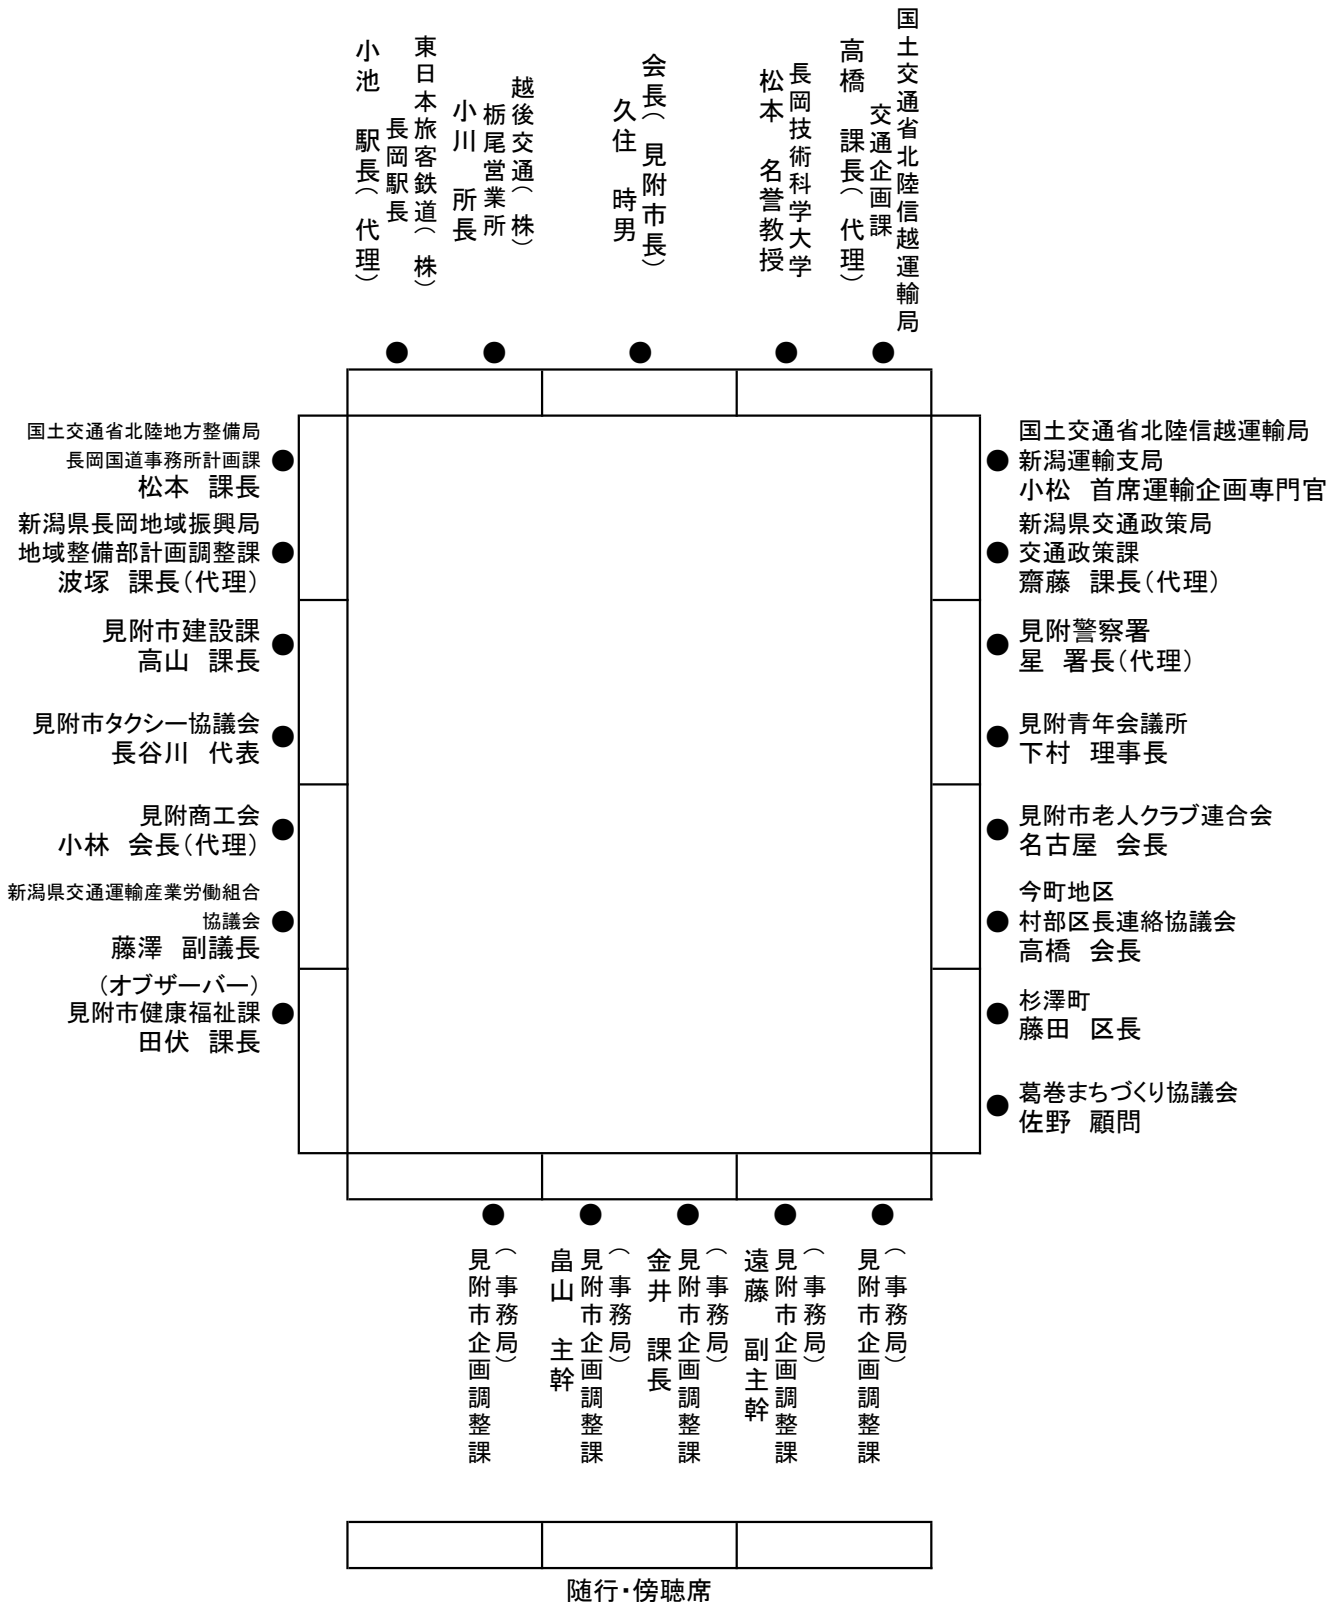 国土交通省北陸信越運輸局
交通企画課
高橋　課長（代理）
長岡技術科学大学
松本　名誉教授
会長（見附市長）
久住　時男
越後交通（株）
栃尾営業所
小川　所長
東日本旅客鉄道（株）
長岡駅長
小池　駅長（代理）
国土交通省北陸地方整備局
長岡国道事務所計画課
松本　課長
新潟県長岡地域振興局
地域整備部計画調整課
波塚　課長（代理）
見附市建設課
高山　課長
見附市タクシー協議会
長谷川　代表
見附商工会
小林　会長（代理）
新潟県交通運輸産業労働組合
協議会
藤澤　副議長
（オブザーバー）
見附市健康福祉課
田伏　課長
国土交通省北陸信越運輸局
新潟運輸支局
小松　首席運輸企画専門官
新潟県交通政策局
交通政策課
齋藤　課長（代理）
見附警察署
星　署長（代理）
見附青年会議所
下村　理事長
見附市老人クラブ連合会
名古屋　会長
今町地区
村部区長連絡協議会
高橋　会長
杉澤町
藤田　区長
葛巻まちづくり協議会
佐野　顧問
（事務局）
見附市企画調整課
（事務局）
見附市企画調整課
遠藤　副主幹
（事務局）
見附市企画調整課
金井　課長
（事務局）
見附市企画調整課
畠山　主幹
（事務局）
見附市企画調整課
随行・傍聴席